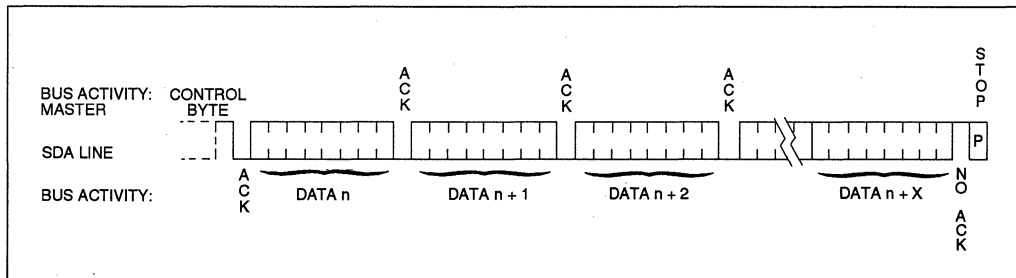 BUS ACTIVITY:
MASTER
CONTROL
BYTE
ACK
ACK
ACK
STOP
SDA LINE
P
BUS ACTIVITY:
ACK
DATA n
DATA n + 1
DATA n + 2
DATA n + X
NO ACK